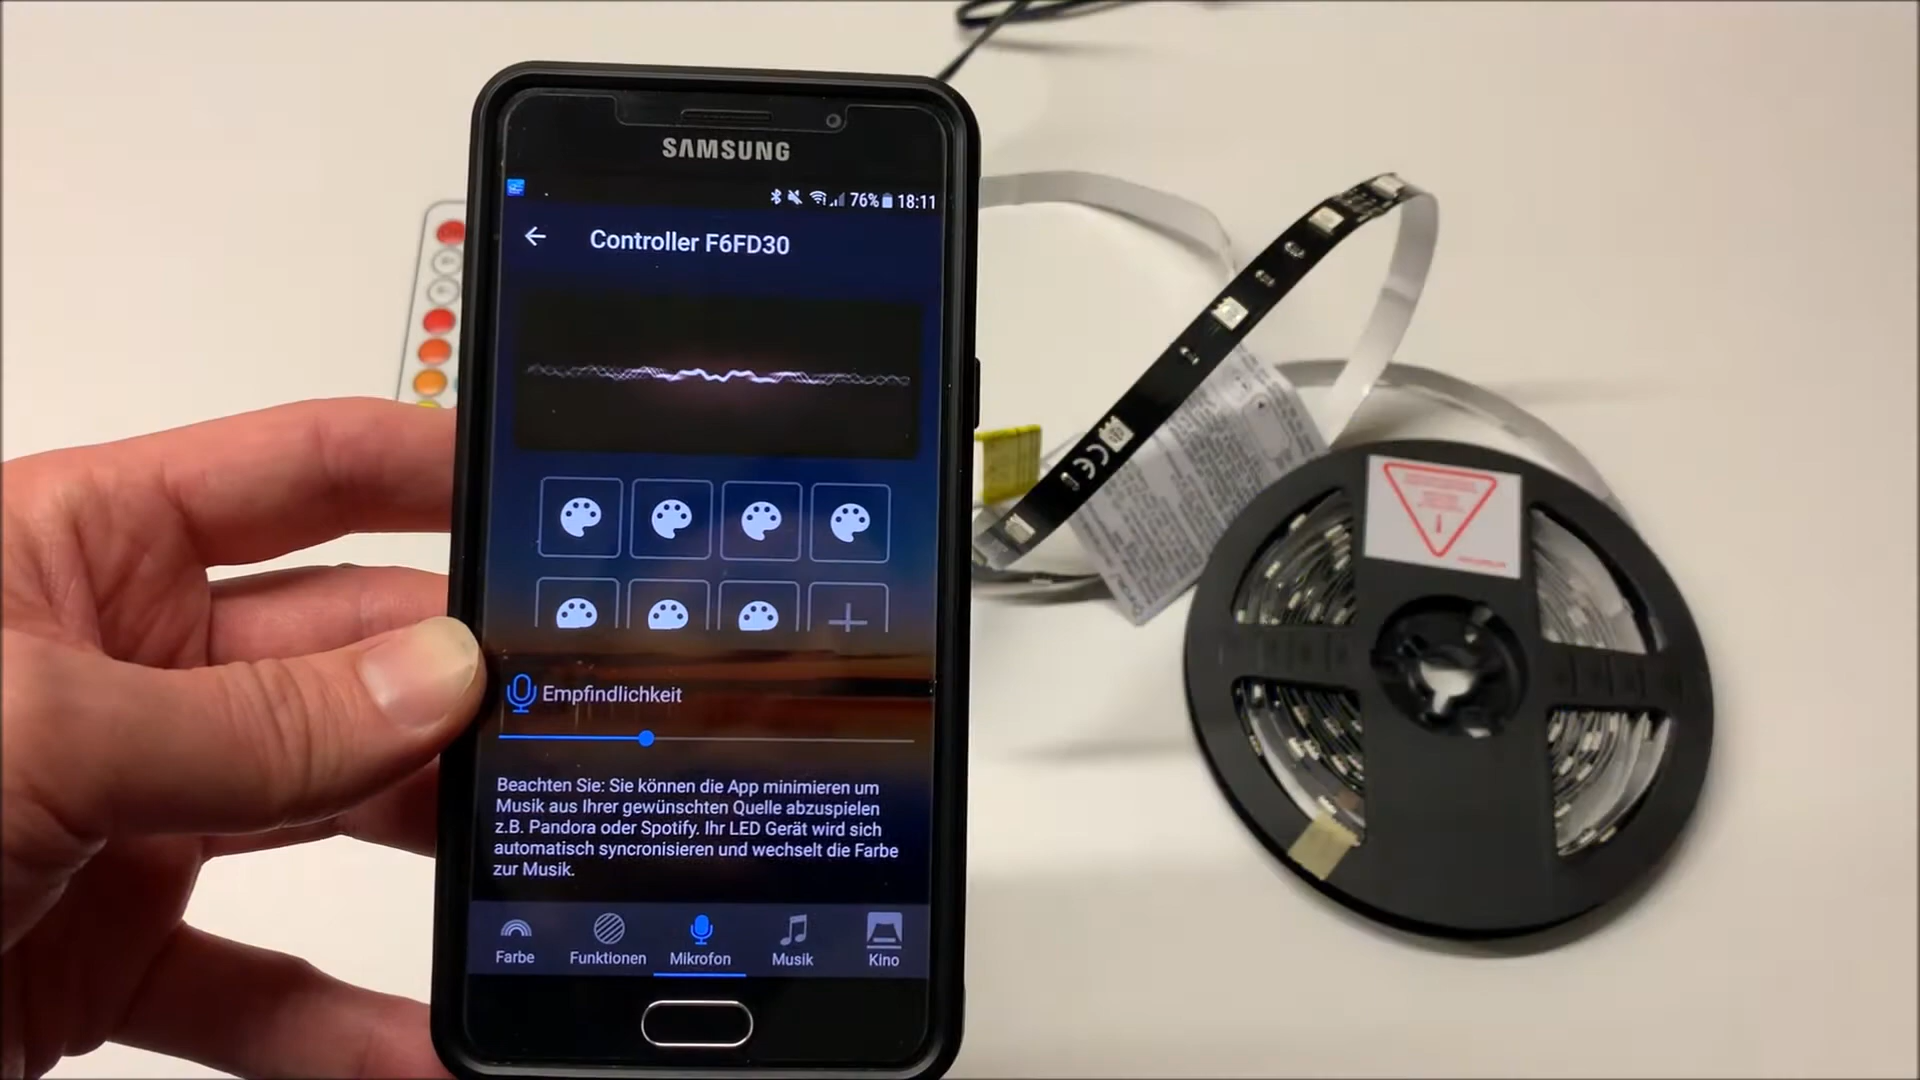 SAMSUNG
76% 18:11
Controller F6FD30
Empfindlichkeit
Beachten Sie: Sie können die App minimieren um
Musik aus Ihrer gewünschten Quelle abzuspielen
z.B. Pandora oder Spotify. Ihr LED Gerät wird sich
automatisch syncronisieren und wechselt die Farbe
zur Musik.
Farbe Funktionen Mikrofon Musik Kino
CE